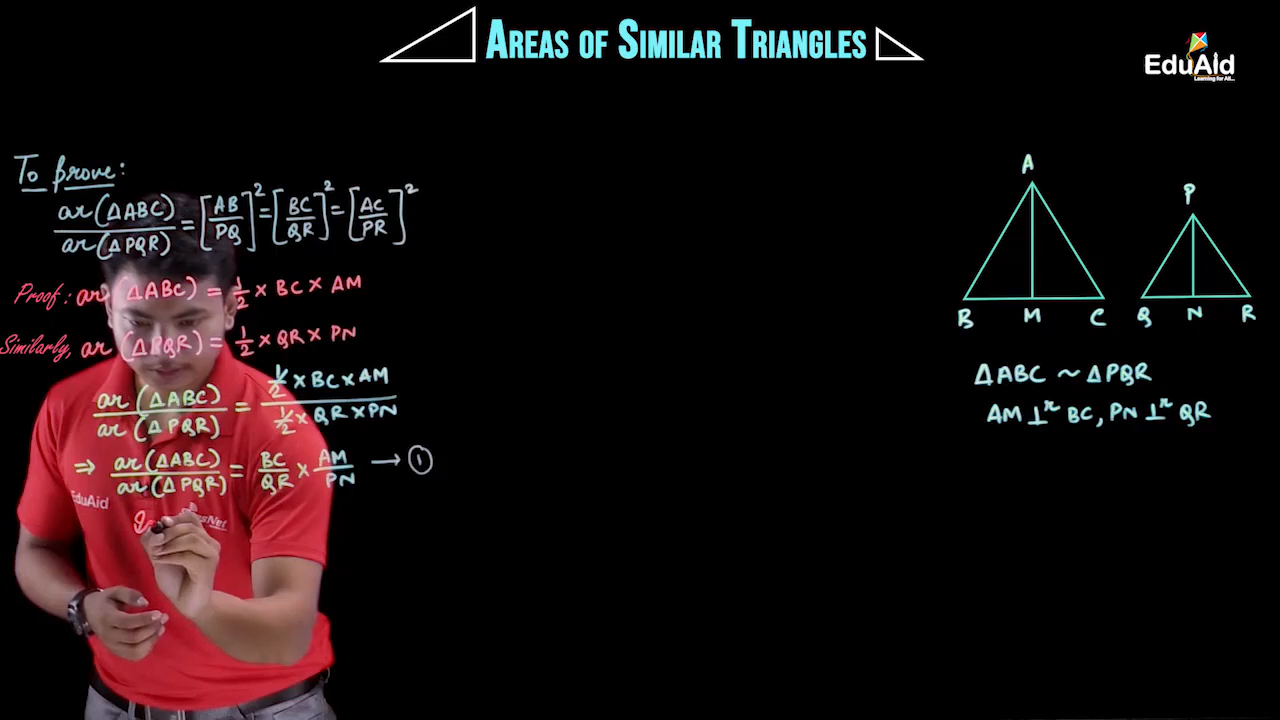 AREAS OF SIMILAR TRIANGLES
EduAid
Learning for All...
To prove:
ar(ΔABC)/ar(ΔPQR) = [AB/PQ]² = [BC/QR]² = [AC/PR]²
Proof : ar (ΔABC) = 1/2 × BC × AM
Similarly, ar (ΔPQR) = 1/2 × QR × PN
ar(ΔABC)/ar(ΔPQR) = 1/2 × BC × AM / 1/2 × QR × PN
⇒ ar(ΔABC)/ar(ΔPQR) = BC/QR × AM/PN → ①
EduAid
A
P
B M C Q N R
ΔABC ~ ΔPQR
AM ⊥ʳ BC, PN ⊥ʳ QR